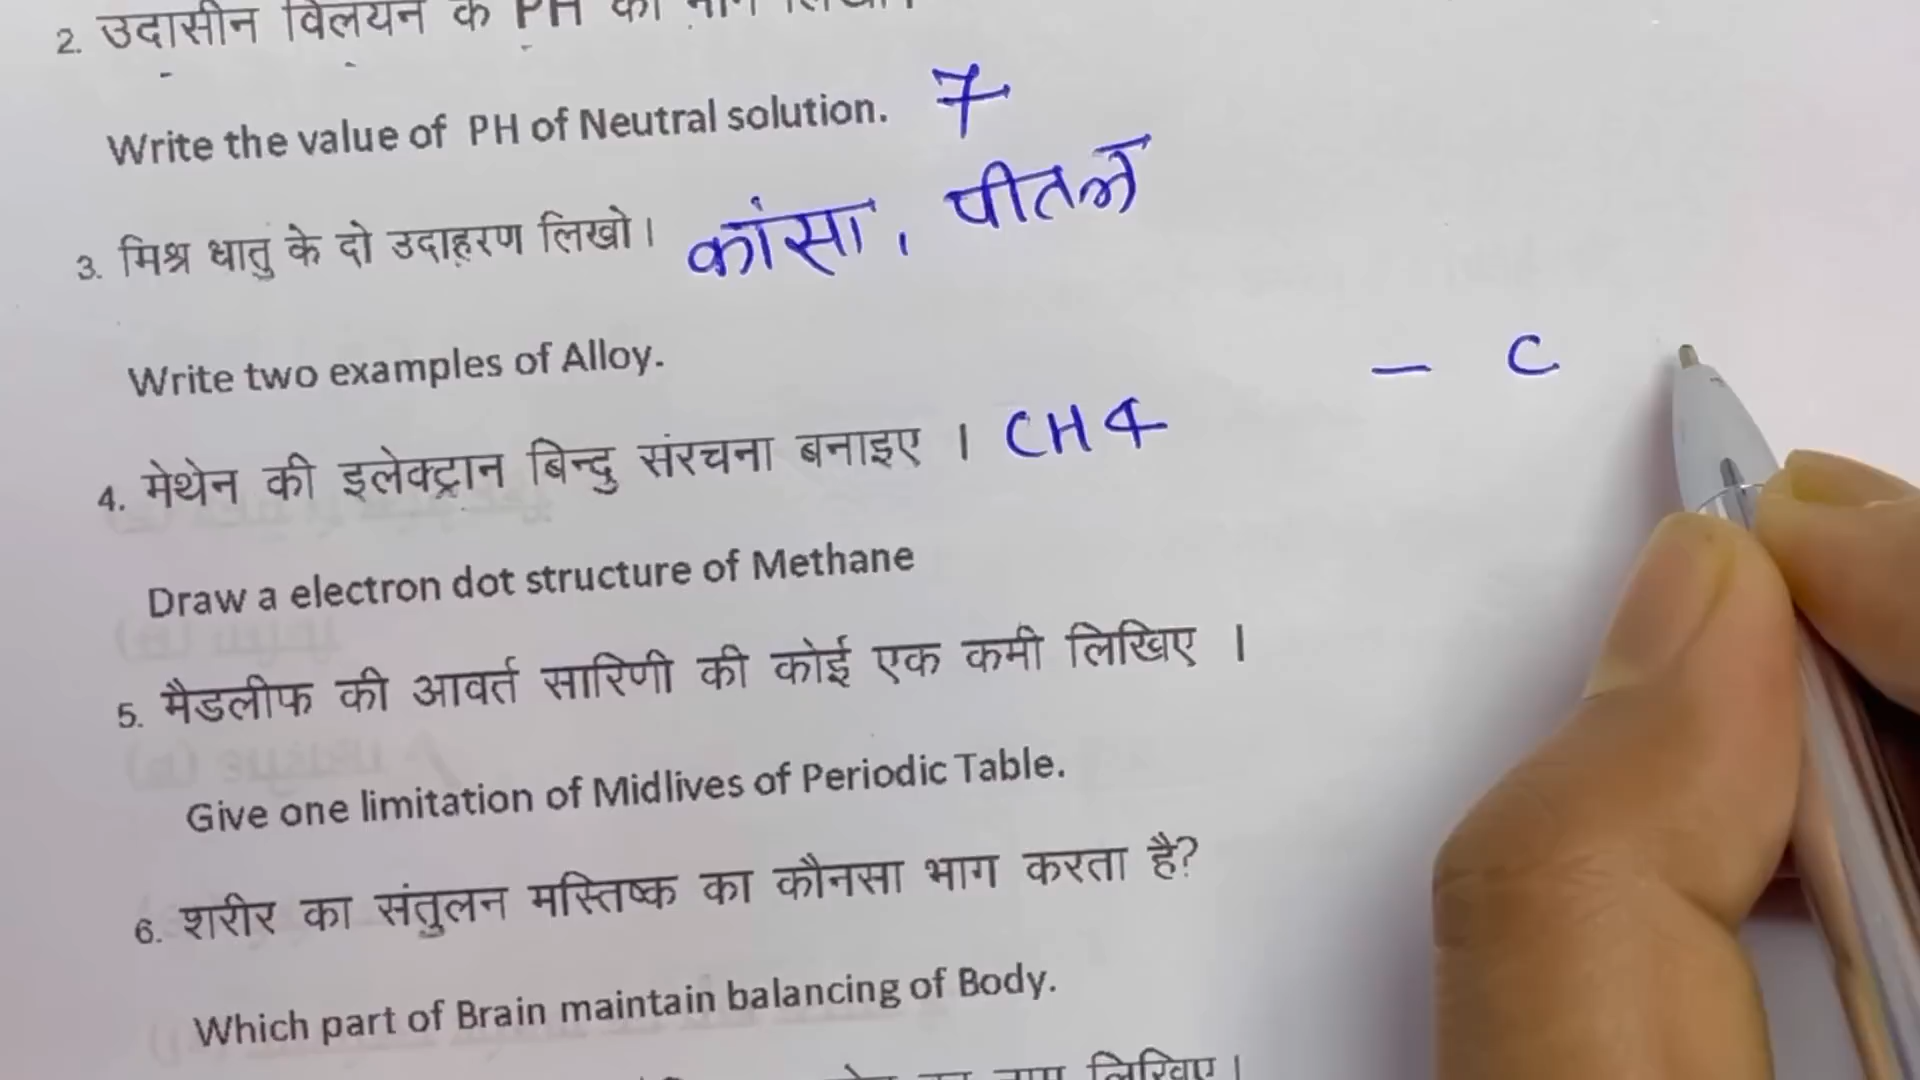 2. उदासीन विलयन के PH का मान लिखो।
Write the value of PH of Neutral solution. 7
3. मिश्र धातु के दो उदाहरण लिखो। कांसा, पीतल
Write two examples of Alloy.
— C
4. मेथेन की इलेक्ट्रान बिन्दु संरचना बनाइए । CH4
Draw a electron dot structure of Methane
5. मैडलीफ की आवर्त सारिणी की कोई एक कमी लिखिए ।
Give one limitation of Midlives of Periodic Table.
6. शरीर का संतुलन मस्तिष्क का कौनसा भाग करता है?
Which part of Brain maintain balancing of Body.
नाम लिखिए।